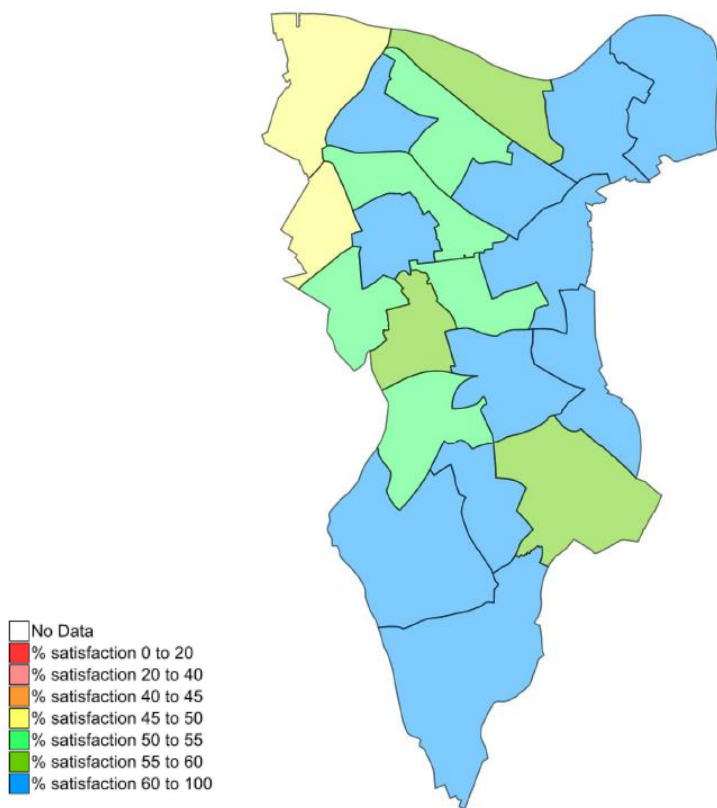 No Data
% satisfaction 0 to 20
% satisfaction 20 to 40
% satisfaction 40 to 45
% satisfaction 45 to 50
% satisfaction 50 to 55
% satisfaction 55 to 60
% satisfaction 60 to 100